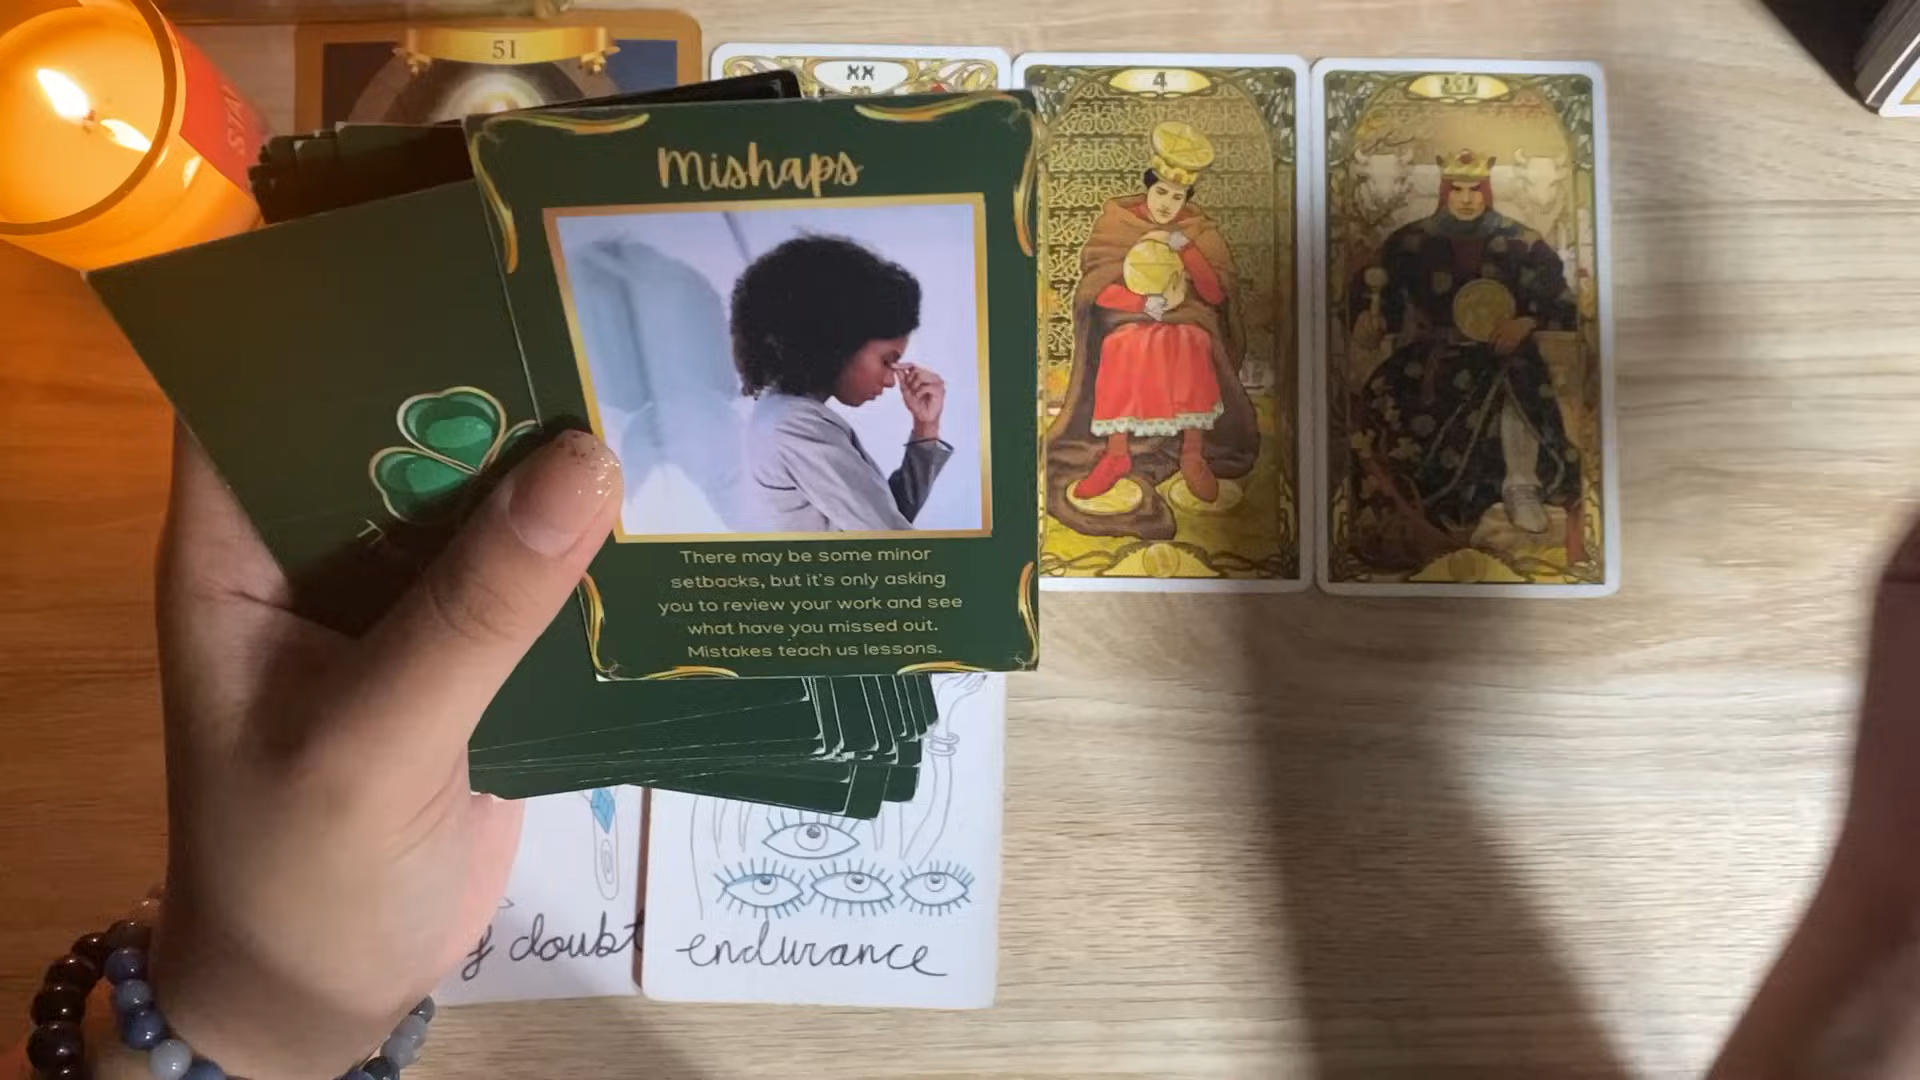 51
XX
4
Mishaps
There may be some minor
setbacks, but it's only asking
you to review your work and see
what have you missed out.
Mistakes teach us lessons.
doubt
endurance